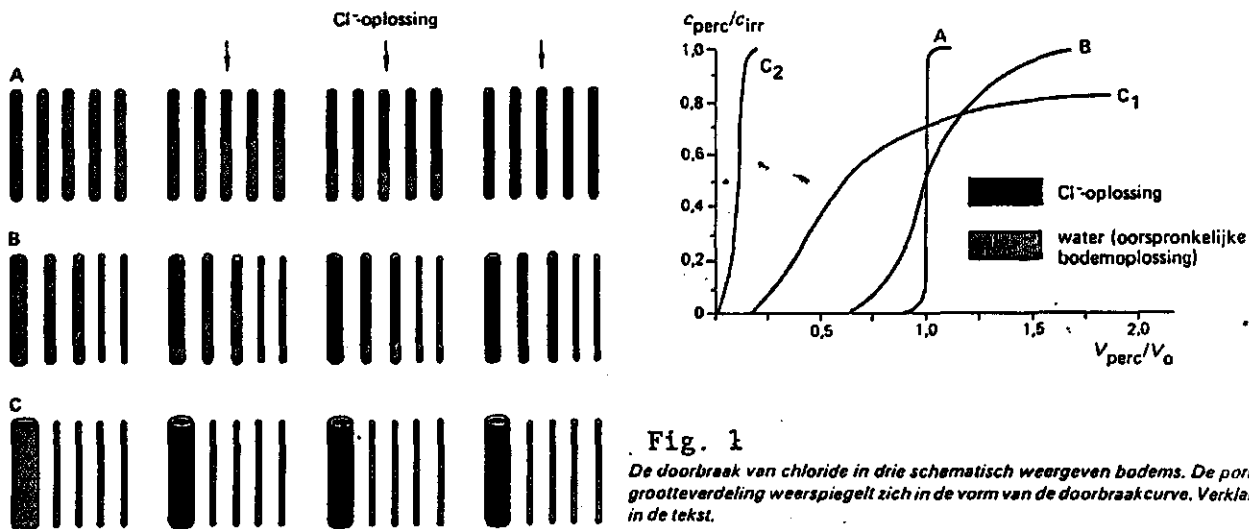 Cl⁻-oplossing
A
B
C
c_perc/c_irr
1,0
0,8
0,6
0,4
0,2
0
0,5
1,0
1,5
2,0
V_perc/V_o
C₂
A
B
C₁
Cl⁻-oplossing
water (oorspronkelijke
bodemoplossing)
Fig. 1
De doorbraak van chloride in drie schematisch weergeven bodems. De pori
grootteverdeling weerspiegelt zich in de vorm van de doorbraakcurve. Verkla
in de tekst.